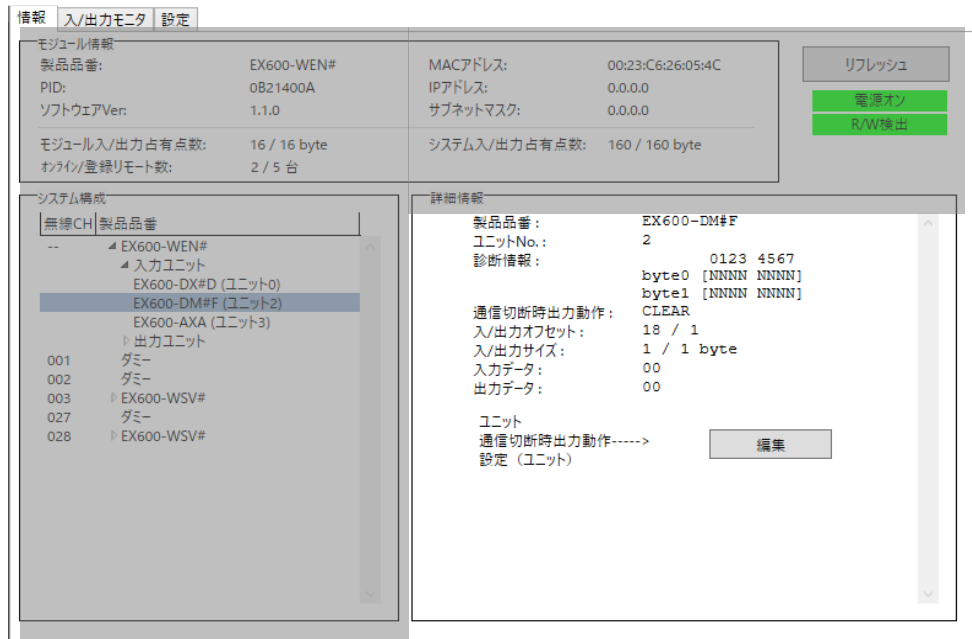 情報 入/出力モニタ 設定
モジュール情報
製品品番: EX600-WEN# MACアドレス: 00:23:C6:26:05:4C リフレッシュ
PID: 0B21400A IPアドレス: 0.0.0.0 電源オン
ソフトウェアVer: 1.1.0 サブネットマスク: 0.0.0.0 R/W検出
モジュール入/出力占有点数: 16 / 16 byte システム入/出力占有点数: 160 / 160 byte
オンライン/登録リモート数: 2 / 5 台
システム構成
無線CH 製品品番
-- EX600-WEN#
入力ユニット
EX600-DX#D (ユニット0)
EX600-DM#F (ユニット2)
EX600-AXA (ユニット3)
出力ユニット
001 ダミー
002 ダミー
003 EX600-WSV#
027 ダミー
028 EX600-WSV#
詳細情報
製品品番: EX600-DM#F
ユニットNo.: 2
診断情報: 0123 4567
byte0 [NNNN NNNN]
byte1 [NNNN NNNN]
通信切断時出力動作: CLEAR
入/出力オフセット: 18 / 1
入/出力サイズ: 1 / 1 byte
入力データ: 00
出力データ: 00
ユニット
通信切断時出力動作-----> 編集
設定 (ユニット)